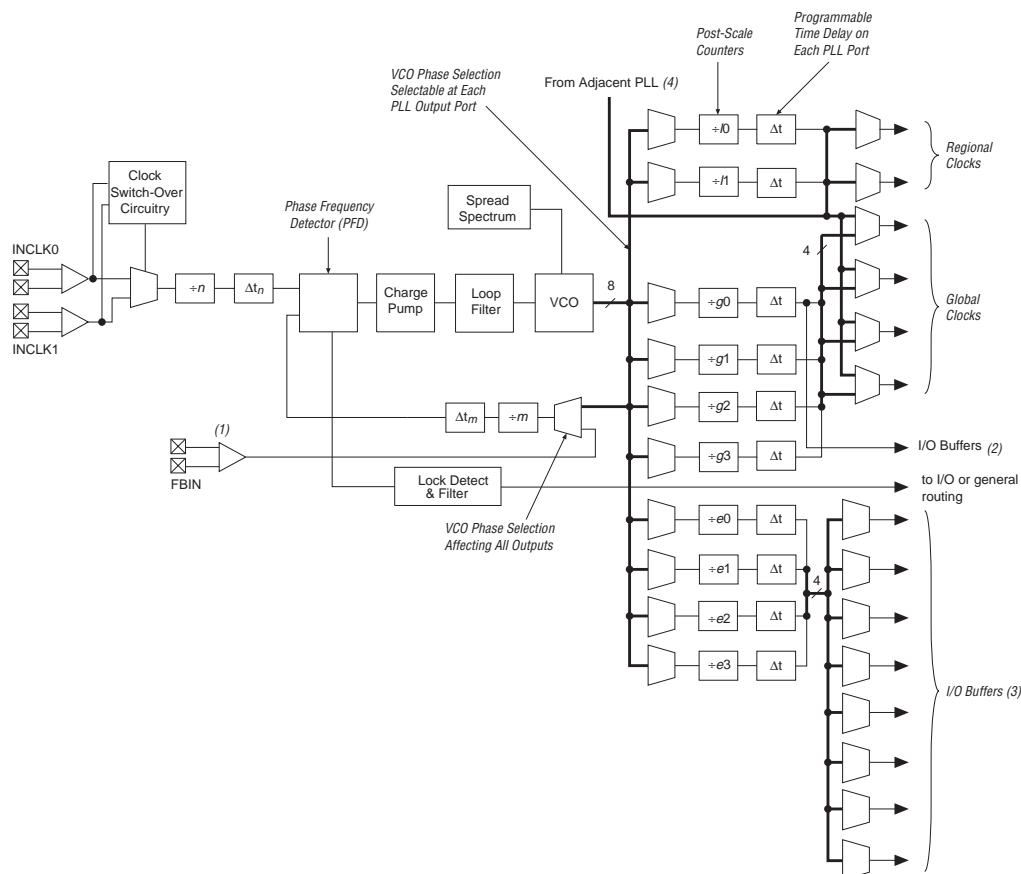 Programmable
Time Delay on
Each PLL Port
Post-Scale
Counters
VCO Phase Selection
Selectable at Each
PLL Output Port
From Adjacent PLL (4)
÷l0
Δt
÷l1
Δt
Regional
Clocks
Clock
Switch-Over
Circuitry
Phase Frequency
Detector (PFD)
Spread
Spectrum
4
INCLK0
÷n
Δtn
Charge
Pump
Loop
Filter
VCO
8
÷g0
Δt
Global
Clocks
INCLK1
÷g1
Δt
Δtm
÷m
÷g2
Δt
(1)
FBIN
÷g3
Δt
I/O Buffers (2)
Lock Detect
& Filter
to I/O or general
routing
VCO Phase Selection
Affecting All Outputs
÷e0
Δt
÷e1
Δt
4
÷e2
Δt
÷e3
Δt
I/O Buffers (3)